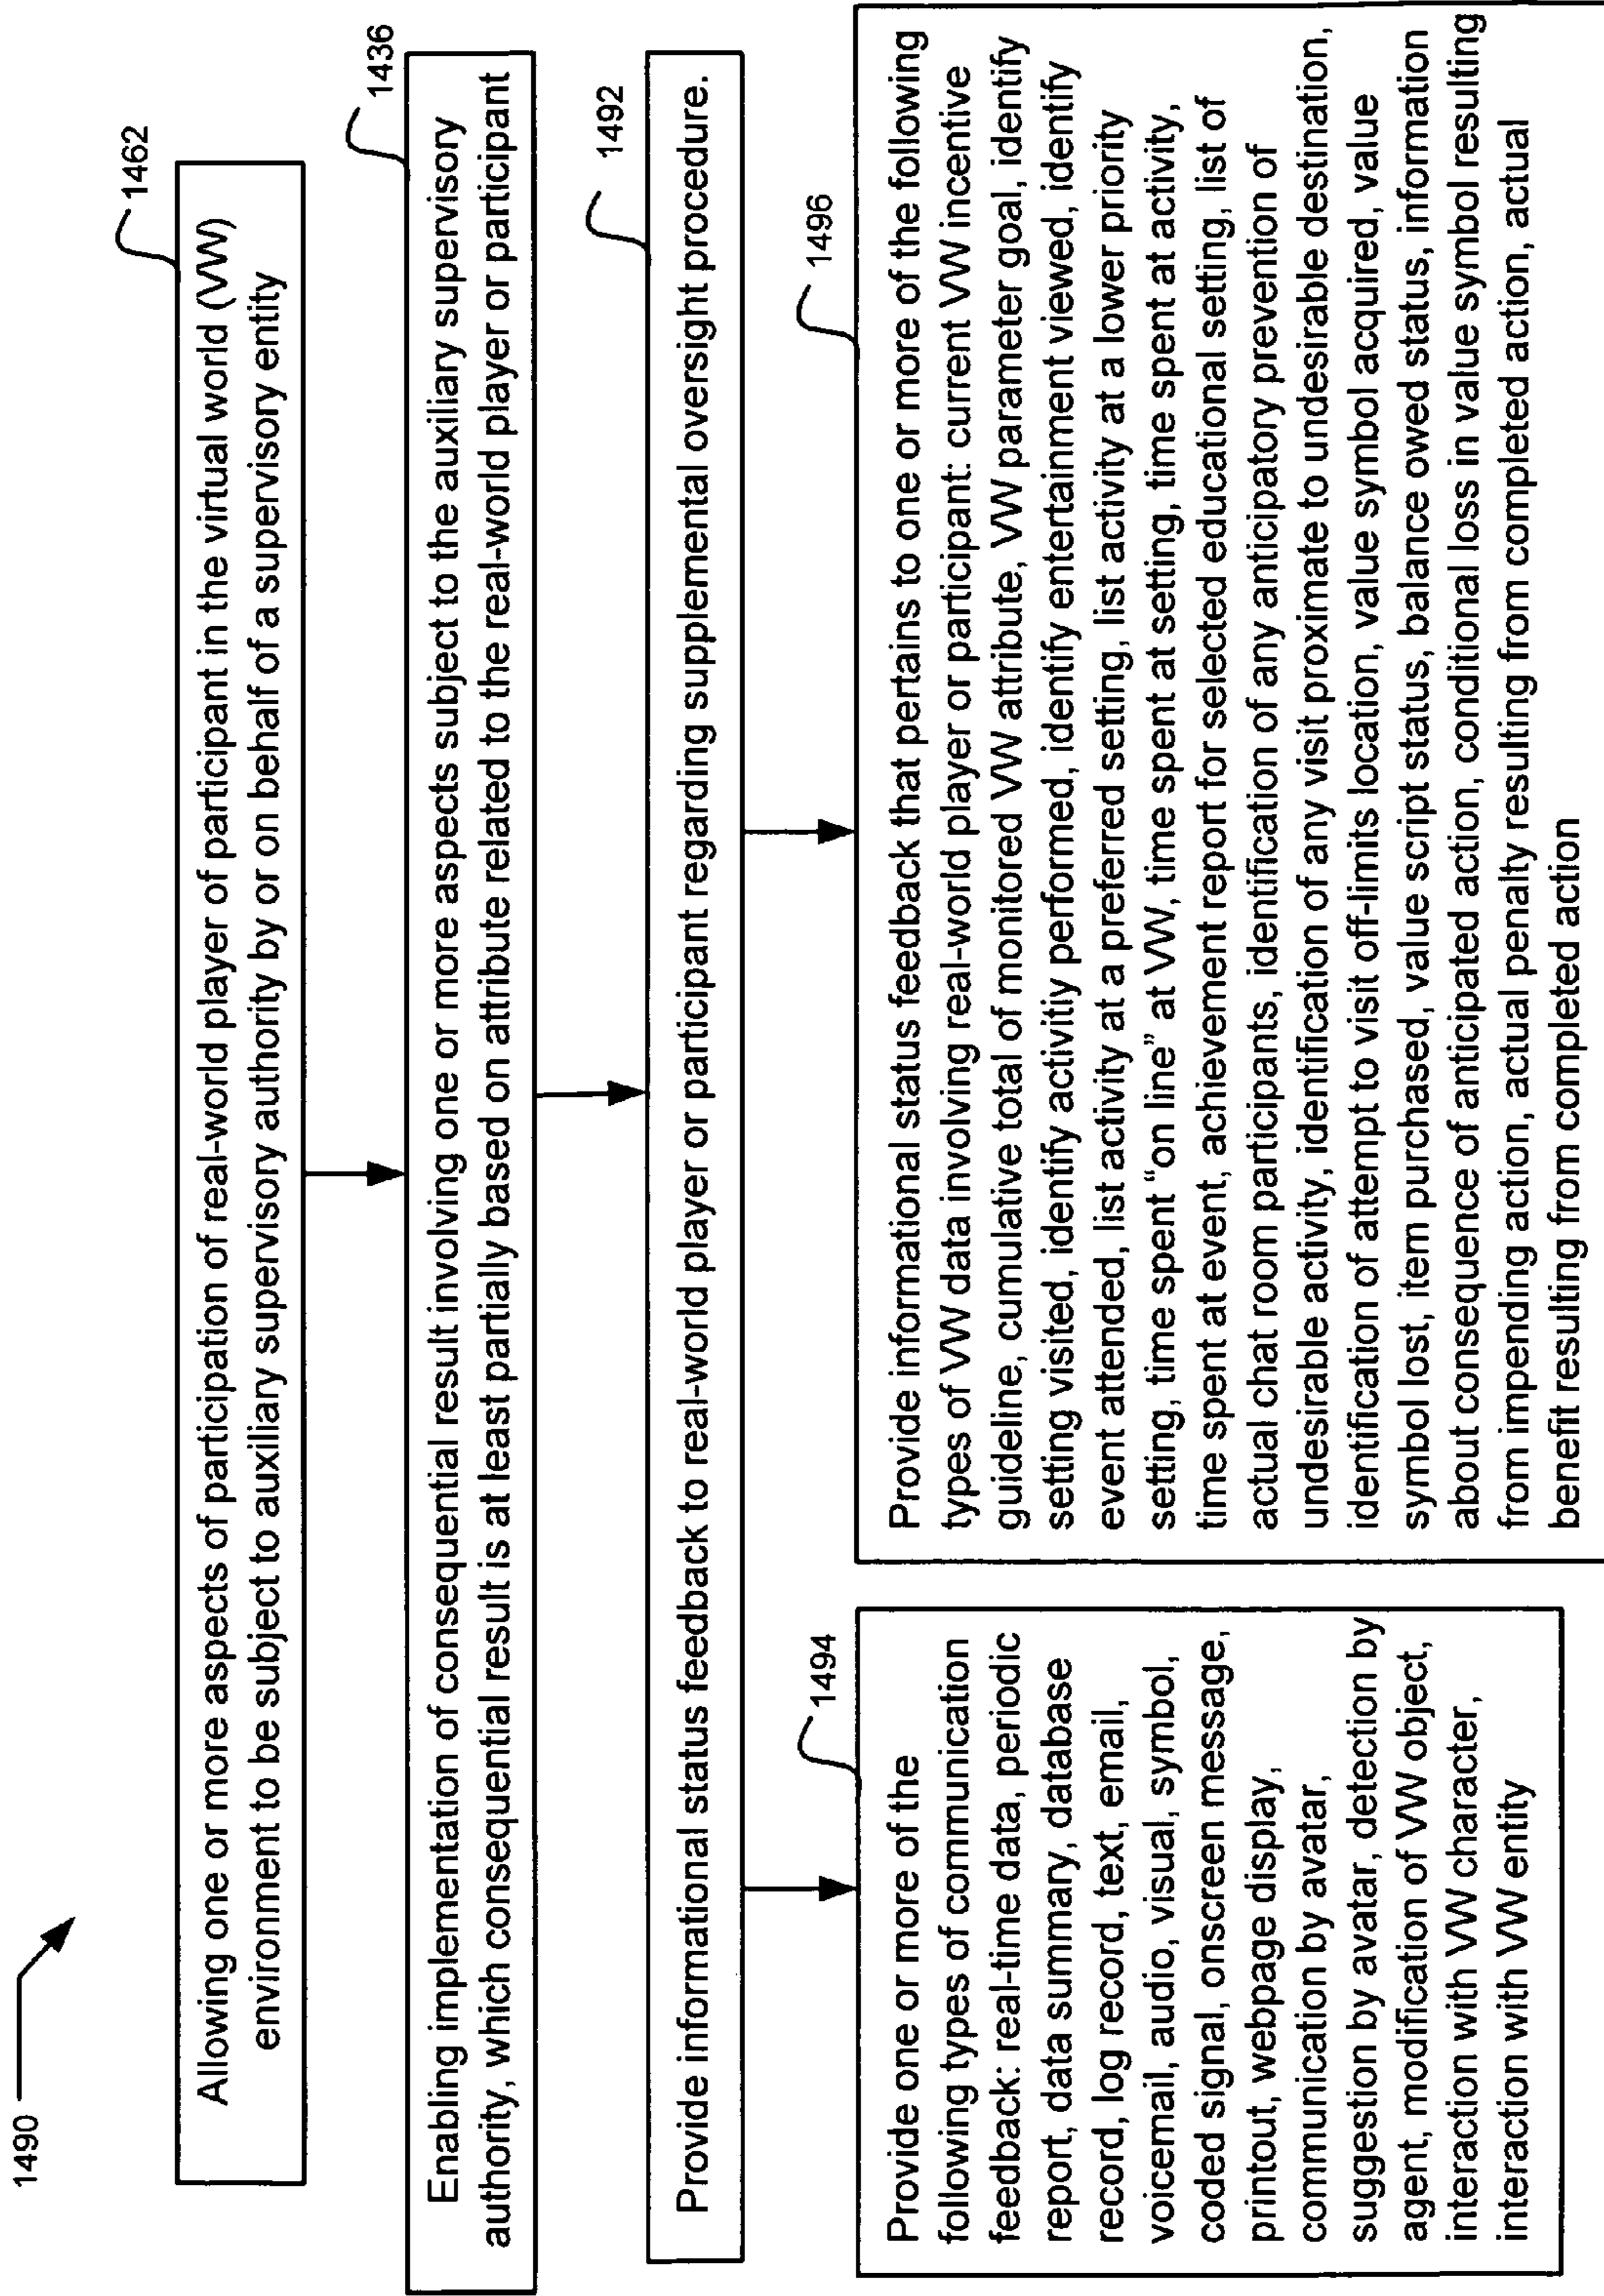 1490
1462
Allowing one or more aspects of participation of real-world player of participant in the virtual world (VW)
environment to be subject to auxiliary supervisory authority by or on behalf of a supervisory entity
1436
Enabling implementation of consequential result involving one or more aspects subject to the auxiliary supervisory
authority, which consequential result is at least partially based on attribute related to the real-world player or participant
1492
Provide informational status feedback to real-world player or participant regarding supplemental oversight procedure.
1494
Provide one or more of the
following types of communication
feedback: real-time data, periodic
report, data summary, database
record, log record, text, email,
voicemail, audio, visual, symbol,
coded signal, onscreen message,
printout, webpage display,
communication by avatar,
suggestion by avatar, detection by
agent, modification of VW object,
interaction with VW character,
interaction with VW entity
1496
Provide informational status feedback that pertains to one or more of the following
types of VW data involving real-world player or participant: current VW incentive
guideline, cumulative total of monitored VW attribute, VW parameter goal, identify
setting visited, identify activitiy performed, identify entertainment viewed, identify
event attended, list activity at a preferred setting, list activity at a lower priority
setting, time spent “on line” at VW, time spent at setting, time spent at activity,
time spent at event, achievement report for selected educational setting, list of
actual chat room participants, identification of any anticipatory prevention of
undesirable activity, identification of any visit proximate to undesirable destination,
identification of attempt to visit off-limits location, value symbol acquired, value
symbol lost, item purchased, value script status, balance owed status, information
about consequence of anticipated action, conditional loss in value symbol resulting
from impending action, actual penalty resulting from completed action, actual
benefit resulting from completed action